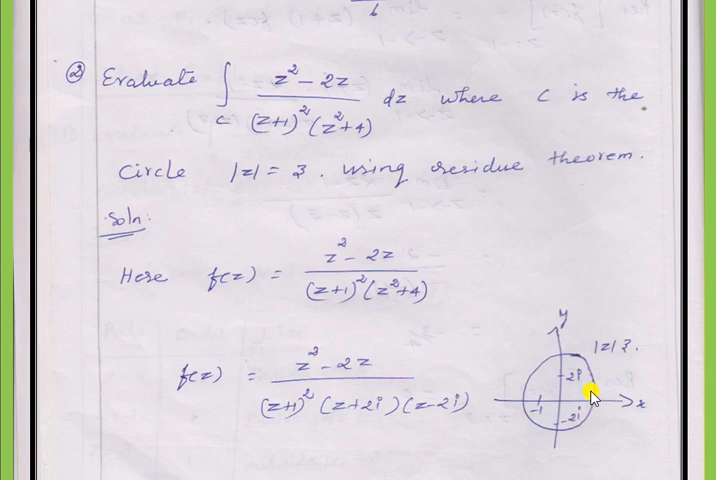 6
② Evaluate ∫_C (z² - 2z)/((z+1)²(z²+4)) dz where C is the
Circle |z| = 3. using residue theorem.
Soln:
Here f(z) = (z² - 2z)/((z+1)²(z²+4))
f(z) = (z² - 2z)/((z+1)²(z+2i)(z-2i))
y
|z| 3.
2i
-1
x
-2i